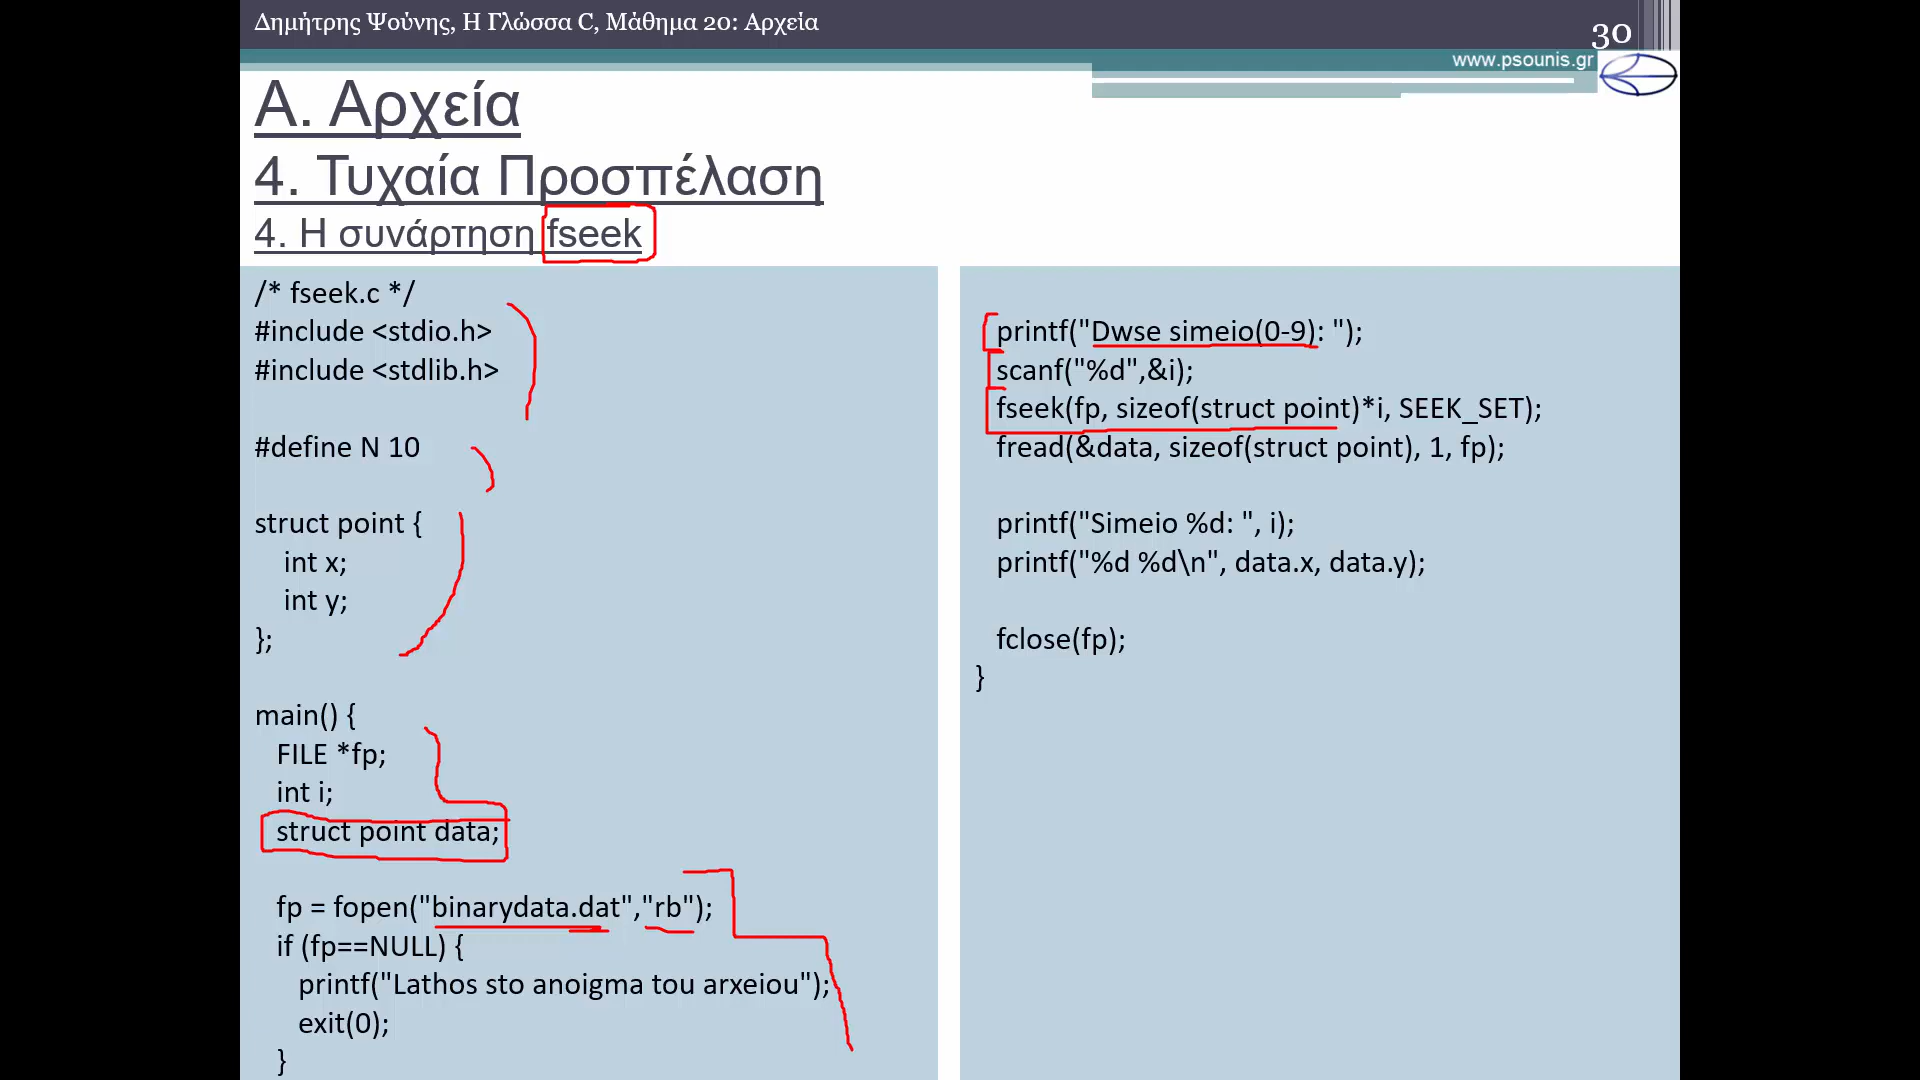 Δημήτρης Ψούνης, Η Γλώσσα C, Μάθημα 20: Αρχεία
30
www.psounis.gr
Α. Αρχεία
4. Τυχαία Προσπέλαση
4. Η συνάρτηση fseek
/* fseek.c */
#include <stdio.h>
#include <stdlib.h>
#define N 10
struct point {
int x;
int y;
};
main() {
FILE *fp;
int i;
struct point data;
fp = fopen("binarydata.dat","rb");
if (fp==NULL) {
printf("Lathos sto anoigma tou arxeiou");
exit(0);
}
printf("Dwse simeio(0-9): ");
scanf("%d",&i);
fseek(fp, sizeof(struct point)*i, SEEK_SET);
fread(&data, sizeof(struct point), 1, fp);
printf("Simeio %d: ", i);
printf("%d %d\n", data.x, data.y);
fclose(fp);
}